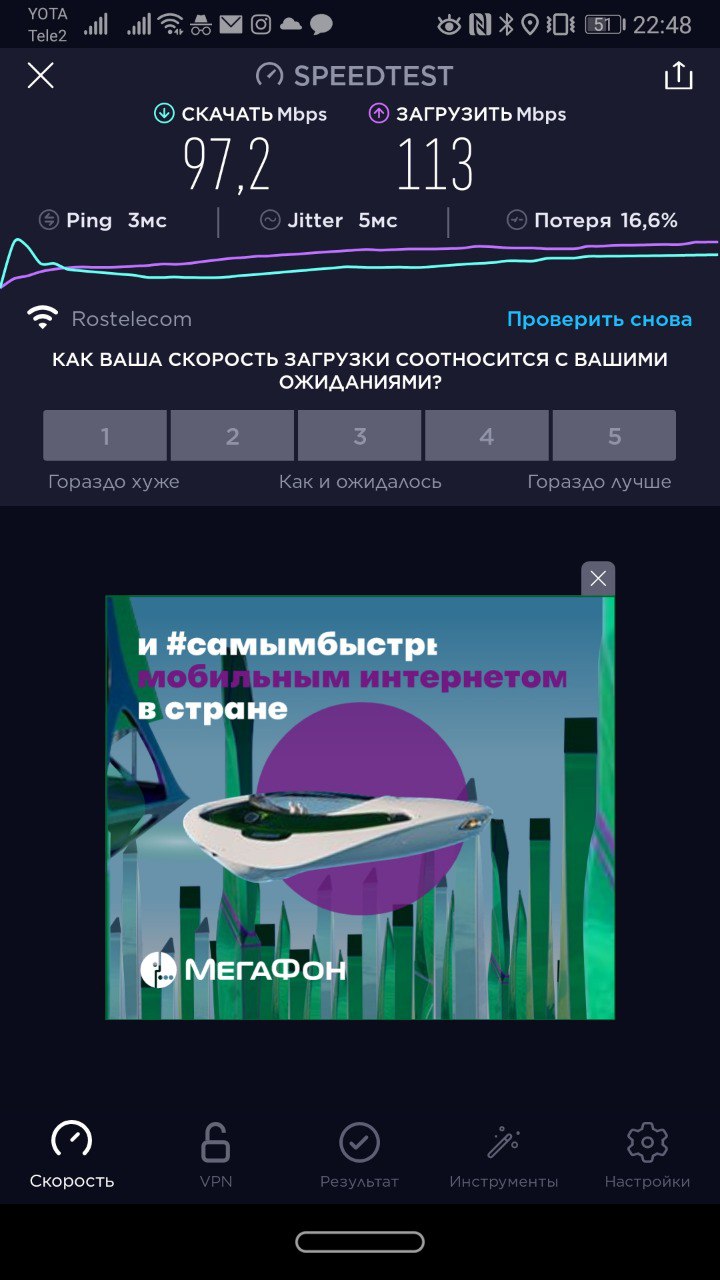 YOTA
Tele2
51 22:48
SPEEDTEST
СКАЧАТЬ Mbps ЗАГРУЗИТЬ Mbps
97,2 113
Ping 3мс Jitter 5мс Потеря 16,6%
Rostelecom Проверить снова
КАК ВАША СКОРОСТЬ ЗАГРУЗКИ СООТНОСИТСЯ С ВАШИМИ
ОЖИДАНИЯМИ?
1 2 3 4 5
Гораздо хуже Как и ожидалось Гораздо лучше
и #самымбыстры
мобильным интернетом
в стране
МЕГАФОН
Скорость VPN Результат Инструменты Настройки